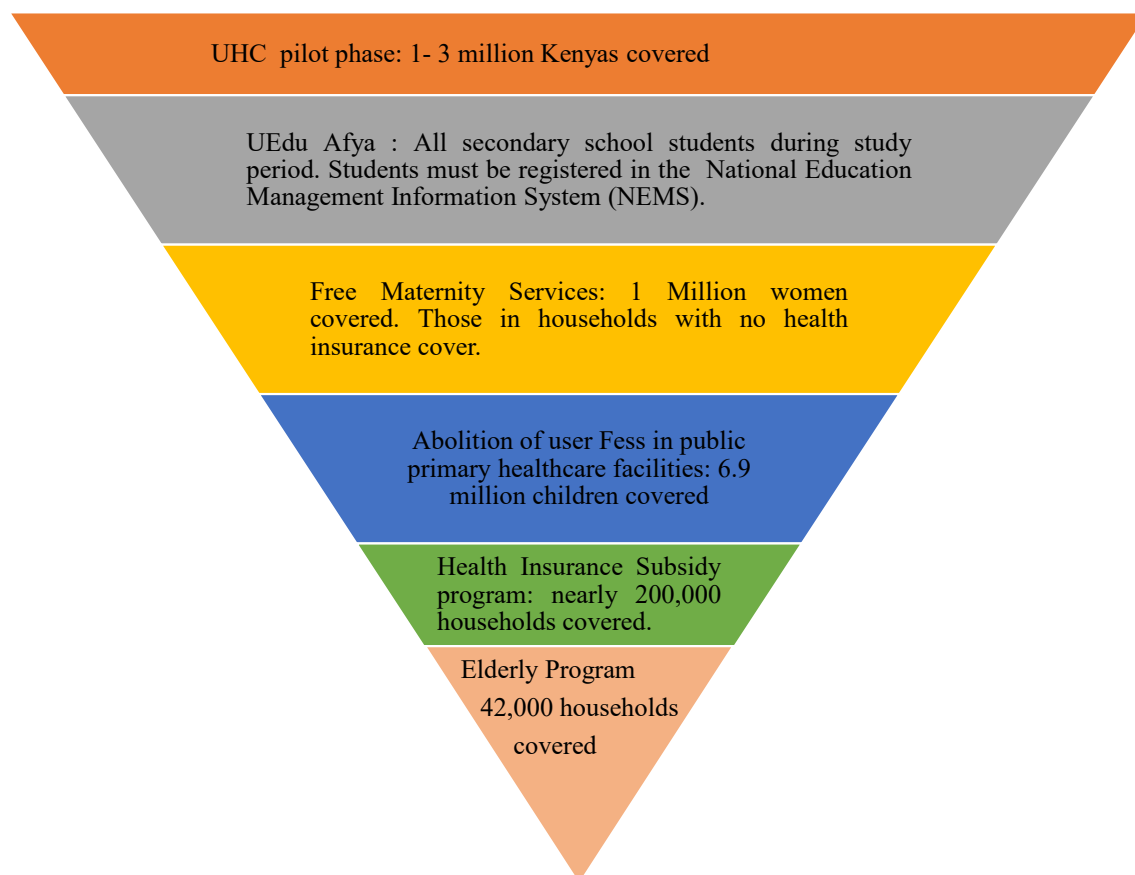 UHC pilot phase: 1- 3 million Kenyas covered
UEdu Afya : All secondary school students during study
period. Students must be registered in the National Education
Management Information System (NEMS).
Free Maternity Services: 1 Million women
covered. Those in households with no health
insurance cover.
Abolition of user Fess in public
primary healthcare facilities: 6.9
million children covered
Health Insurance Subsidy
program: nearly 200,000
households covered.
Elderly Program
42,000 households
covered